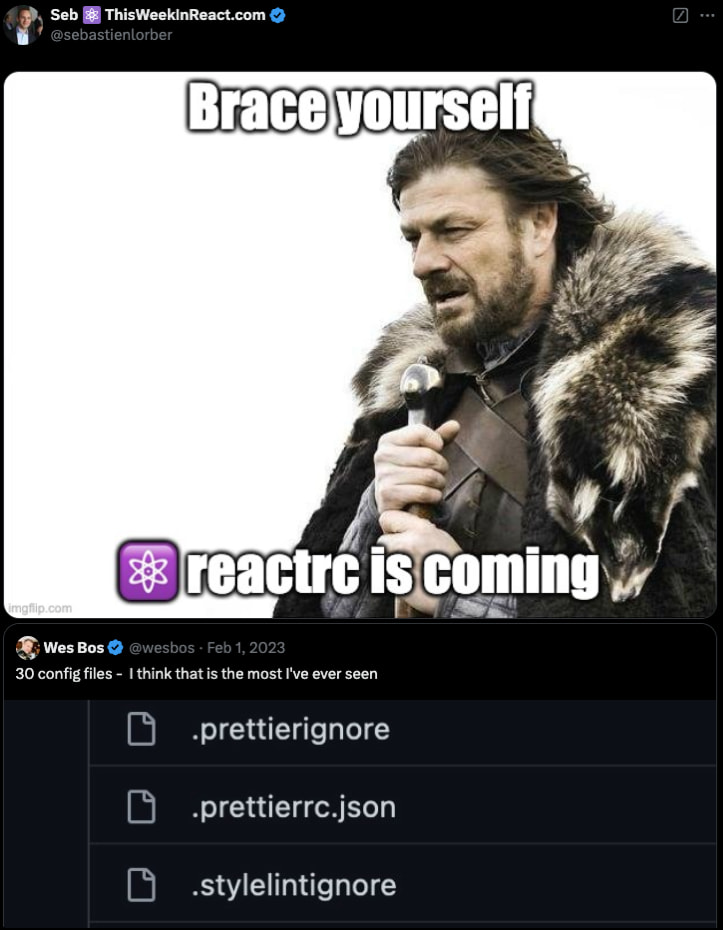 Seb ⚛️ ThisWeekInReact.com
@sebastienlorber
Brace yourself
⚛️ reactrc is coming
imgflip.com
Wes Bos @wesbos · Feb 1, 2023
30 config files - I think that is the most I've ever seen
.prettierignore
.prettierrc.json
.stylelintignore